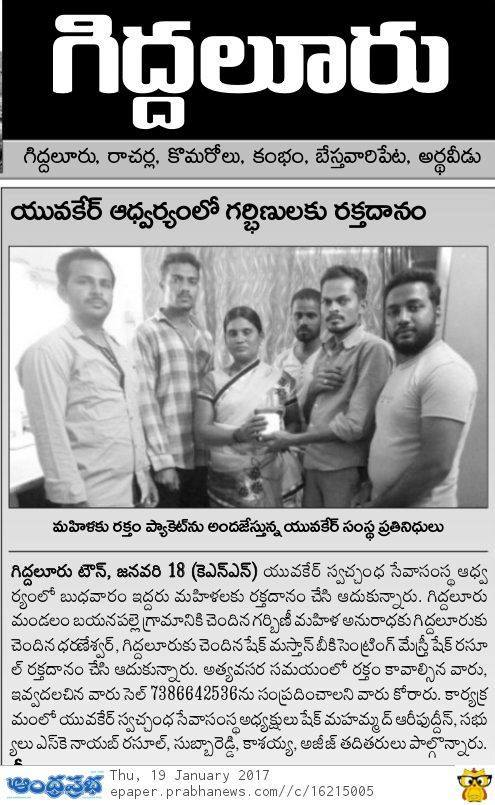 గిద్దలూరు
గిద్దలూరు, రాచర్ల, కొమరోలు, కంభం, బేస్తవారిపేట, అర్థవీడు
యువకేర్ ఆధ్వర్యంలో గర్భిణులకు రక్తదానం
మహిళకు రక్తం ప్యాకెట్‌ను అందజేస్తున్న యువకేర్ సంస్థ ప్రతినిధులు
గిద్దలూరు టౌన్, జనవరి 18 (కెఎన్ఎన్) యువకేర్ స్వచ్చంధ సేవాసంస్థ ఆధ్వ
ర్యంలో బుధవారం ఇద్దరు మహిళలకు రక్తదానం చేసి ఆదుకున్నారు. గిద్దలూరు
మండలం బయనపల్లె గ్రామానికి చెందిన గర్బిణీ మహిళ అనురాధకు గిద్దలూరుకు
చెందిన ధరణేశ్వర్, గిద్దలూరుకు చెందిన షేక్ మస్తాన్ బీకి సెంట్రింగ్ మేస్త్రీ షేక్ రసూ
ల్ రక్తదానం చేసి ఆదుకున్నారు. అత్యవసర సమయంలో రక్తం కావాల్సిన వారు,
ఇవ్వదలచిన వారు సెల్ 7386642536ను సంప్రదించాలని వారు కోరారు. కార్యక్ర
మంలో యువకేర్ స్వచ్చంధ సేవాసంస్థ అధ్యక్షులు షేక్ మహమ్మద్ ఆరీపుద్దీన్, సభు
్యలు ఎస్‌కె నాయబ్ రసూల్, సుబ్బారెడ్డి, కాశయ్య, అజీజ్ తదితరులు పాల్గొన్నారు.
ఆంధ్రప్రభ Thu, 19 January 2017
epaper.prabhanews.com//c/16215005